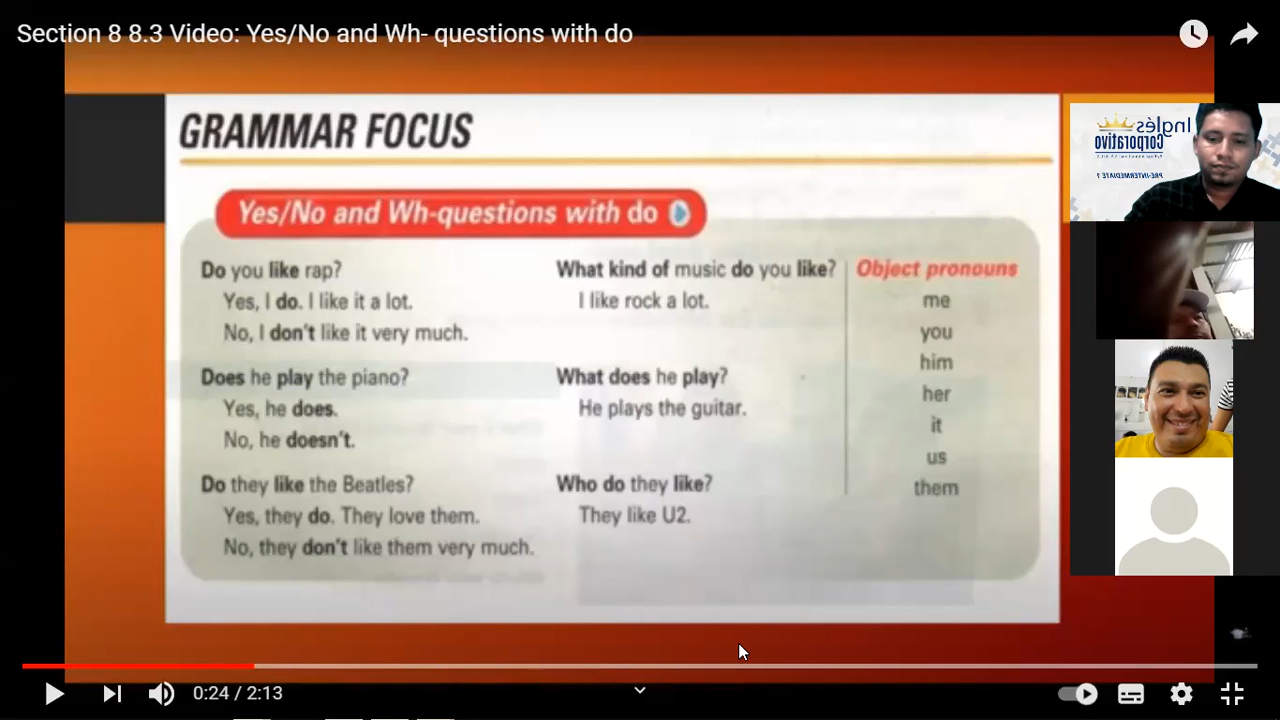 Section 8 8.3 Video: Yes/No and Wh- questions with do
GRAMMAR FOCUS
Yes/No and Wh-questions with do
Do you like rap?
Yes, I do. I like it a lot.
No, I don't like it very much.
Does he play the piano?
Yes, he does.
No, he doesn't.
Do they like the Beatles?
Yes, they do. They love them.
No, they don't like them very much.
What kind of music do you like?
I like rock a lot.
What does he play?
He plays the guitar.
Who do they like?
They like U2.
Object pronouns
me
you
him
her
it
us
them
Inglés
Corporativo
PRE-INTERMEDIATE 1
0:24 / 2:13